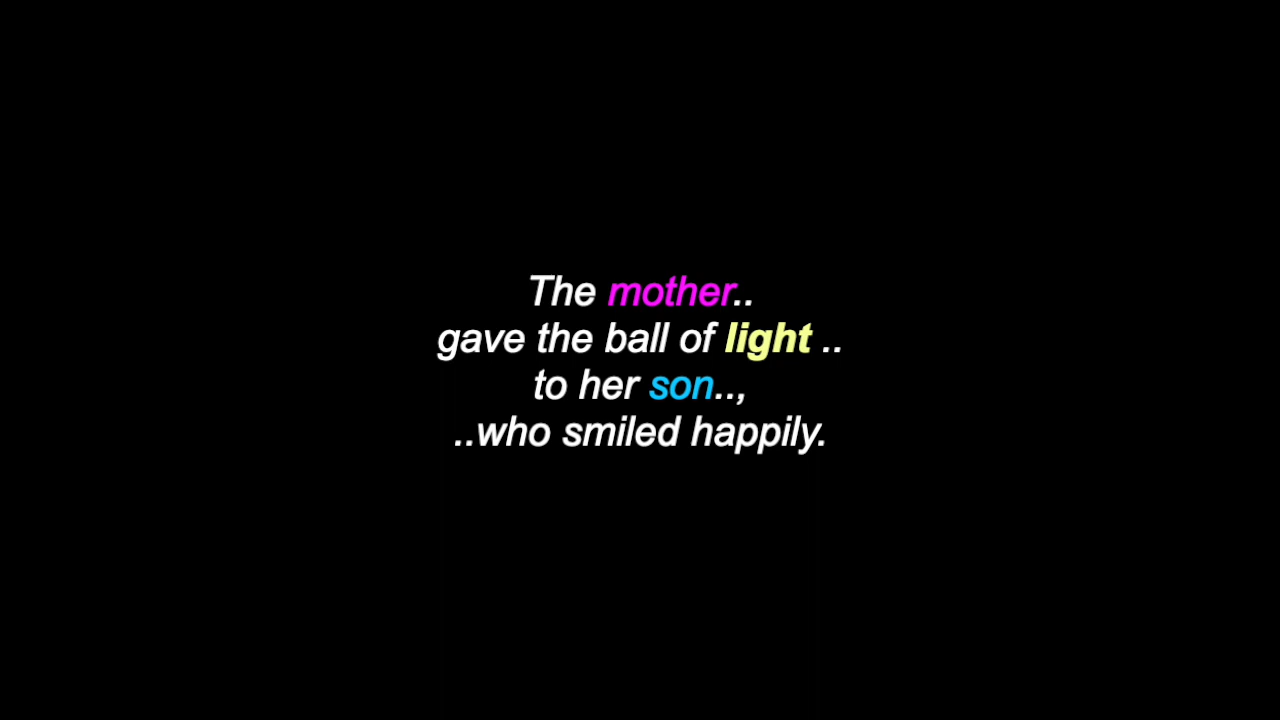 The mother..
gave the ball of light ..
to her son..,
..who smiled happily.